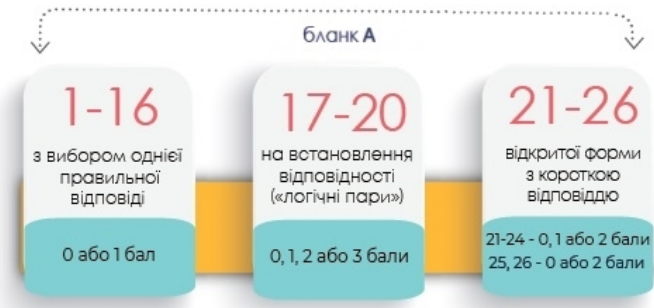 бланк А
1-16
з вибором однієї
правильної
відповіді
0 або 1 бал
17-20
на встановлення
відповідності
(«логічні пари»)
0, 1, 2 або 3 бали
21-26
відкритої форми
з короткою
відповіддю
21-24 - 0, 1 або 2 бали
25, 26 - 0 або 2 бали